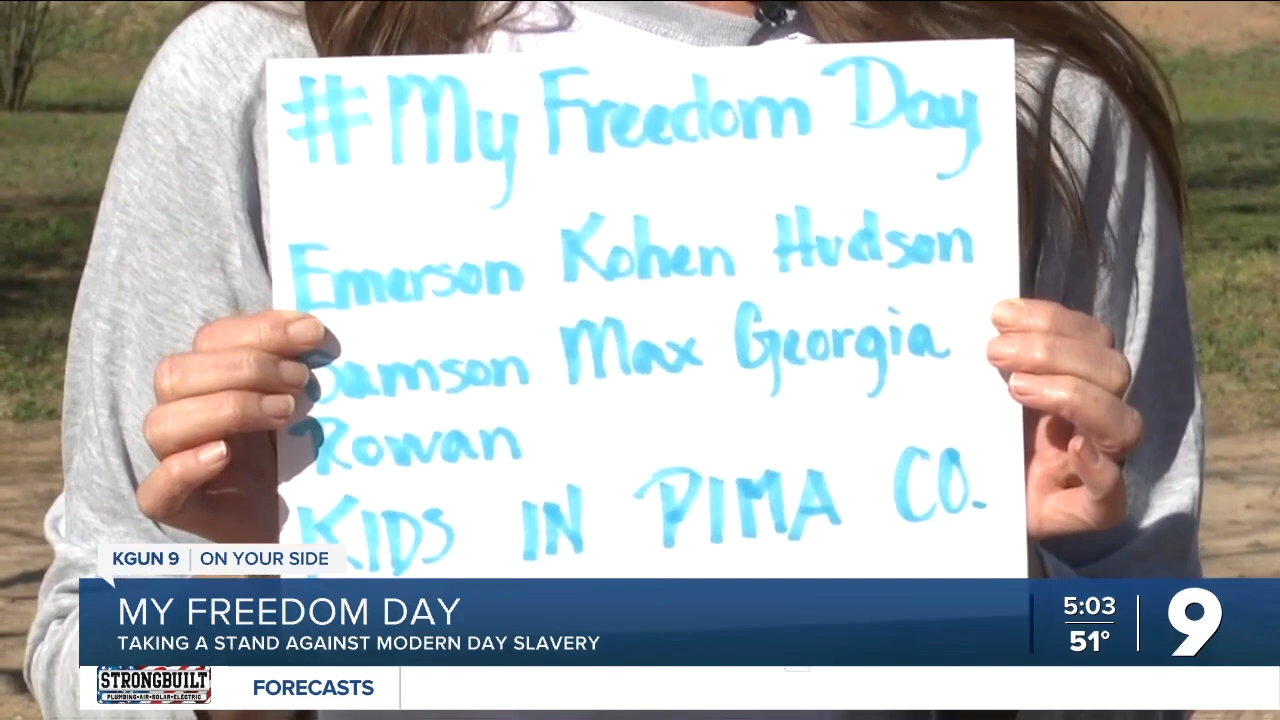 #My Freedom Day
Emerson Kohen Hudson
Samson Max Georgia
Rowan
KIDS IN PIMA CO.
KGUN 9 | ON YOUR SIDE
MY FREEDOM DAY
TAKING A STAND AGAINST MODERN DAY SLAVERY
5:03
51°
9
STRONGBUILT
PLUMBING•AIR•SOLAR•ELECTRIC
FORECASTS